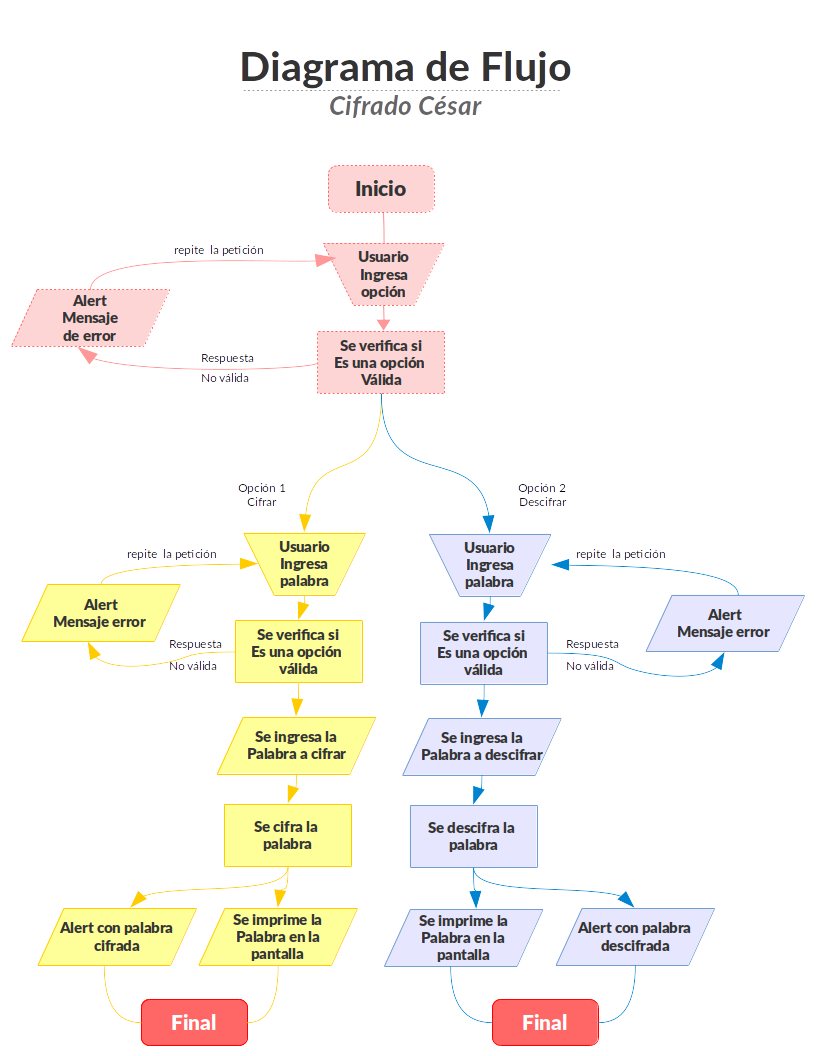 Diagrama de Flujo
Cifrado César
Inicio
repite la petición
Usuario
Ingresa
opción
Alert
Mensaje
de error
Se verifica si
Es una opción
Válida
Respuesta
No válida
Opción 1
Cifrar
Opción 2
Descifrar
repite la petición
Usuario
Ingresa
palabra
Usuario
Ingresa
palabra
repite la petición
Alert
Mensaje error
Respuesta
No válida
Se verifica si
Es una opción
válida
Se verifica si
Es una opción
válida
Respuesta
No válida
Alert
Mensaje error
Se ingresa la
Palabra a cifrar
Se ingresa la
Palabra a descifrar
Se cifra la
palabra
Se descifra la
palabra
Alert con palabra
cifrada
Se imprime la
Palabra en la
pantalla
Se imprime la
Palabra en la
pantalla
Alert con palabra
descifrada
Final
Final